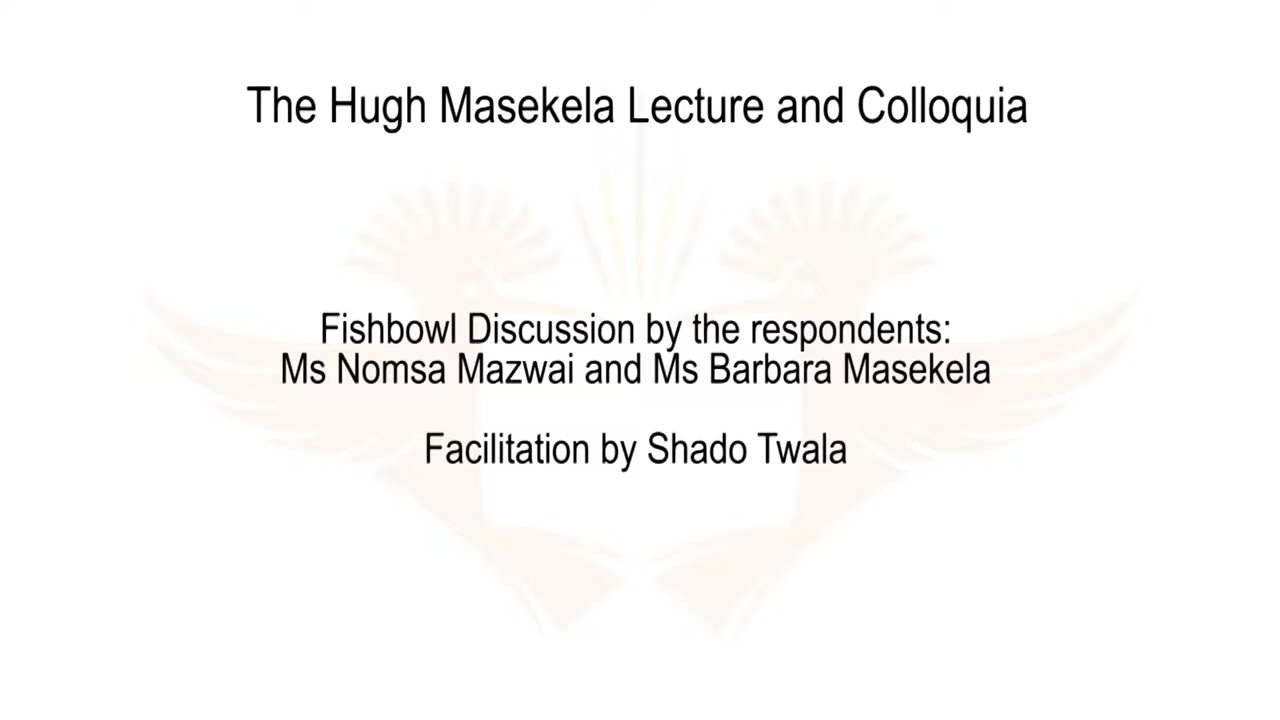 The Hugh Masekela Lecture and Colloquia
Fishbowl Discussion by the respondents:
Ms Nomsa Mazwai and Ms Barbara Masekela
Facilitation by Shado Twala